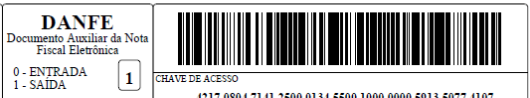 DANFE
Documento Auxiliar da Nota
Fiscal Eletrônica
0 - ENTRADA
1 - SAÍDA
1
CHAVE DE ACESSO